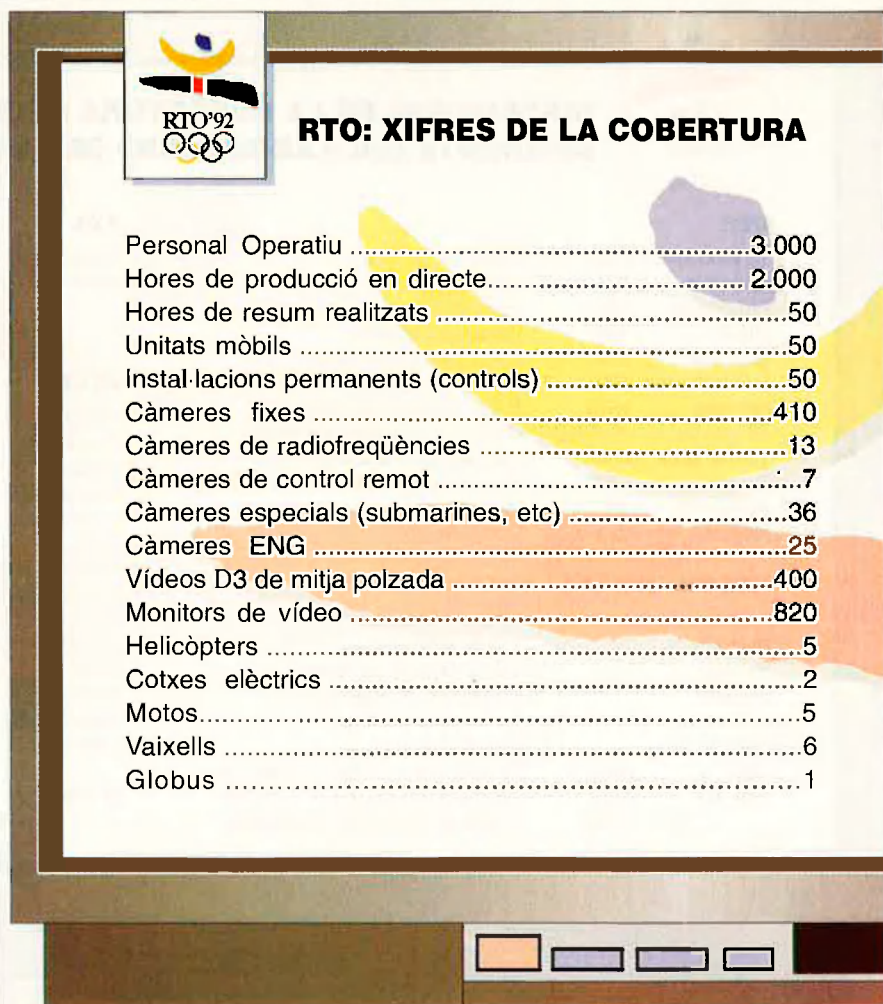 RTO'92
RTO: XIFRES DE LA COBERTURA
Personal Operatiu ........ 3.000
Hores de producció en directe ........ 2.000
Hores de resum realitzats ........ 50
Unitats mòbils ........ 50
Instal·lacions permanents (controls) ........ 50
Càmeres fixes ........ 410
Càmeres de radiofreqüències ........ 13
Càmeres de control remot ........ 7
Càmeres especials (submarines, etc) ........ 36
Càmeres ENG ........ 25
Vídeos D3 de mitja polzada ........ 400
Monitors de vídeo ........ 820
Helicòpters ........ 5
Cotxes elèctrics ........ 2
Motos ........ 5
Vaixells ........ 6
Globus ........ 1